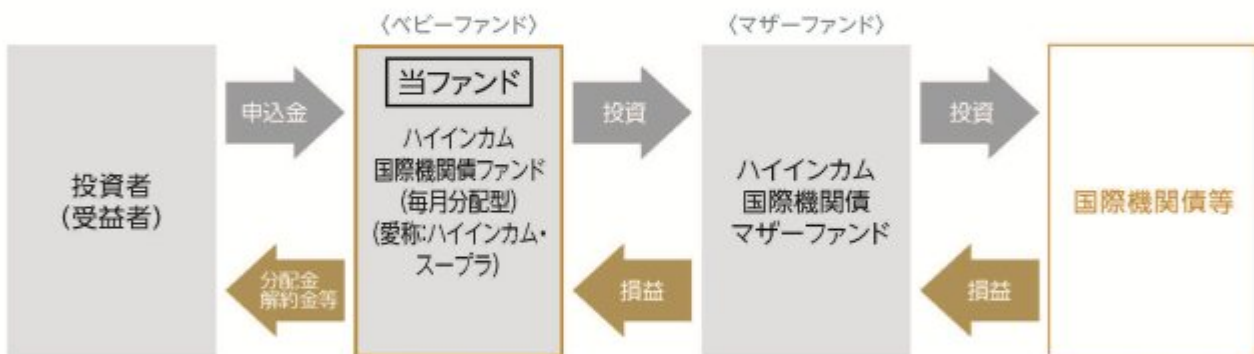 〈ベビーファンド〉
〈マザーファンド〉
投資者
(受益者)
申込金
分配金
解約金等
当ファンド
ハイインカム
国際機関債ファンド
(毎月分配型)
(愛称:ハイインカム・
スープラ)
投資
損益
ハイインカム
国際機関債
マザーファンド
投資
損益
国際機関債等